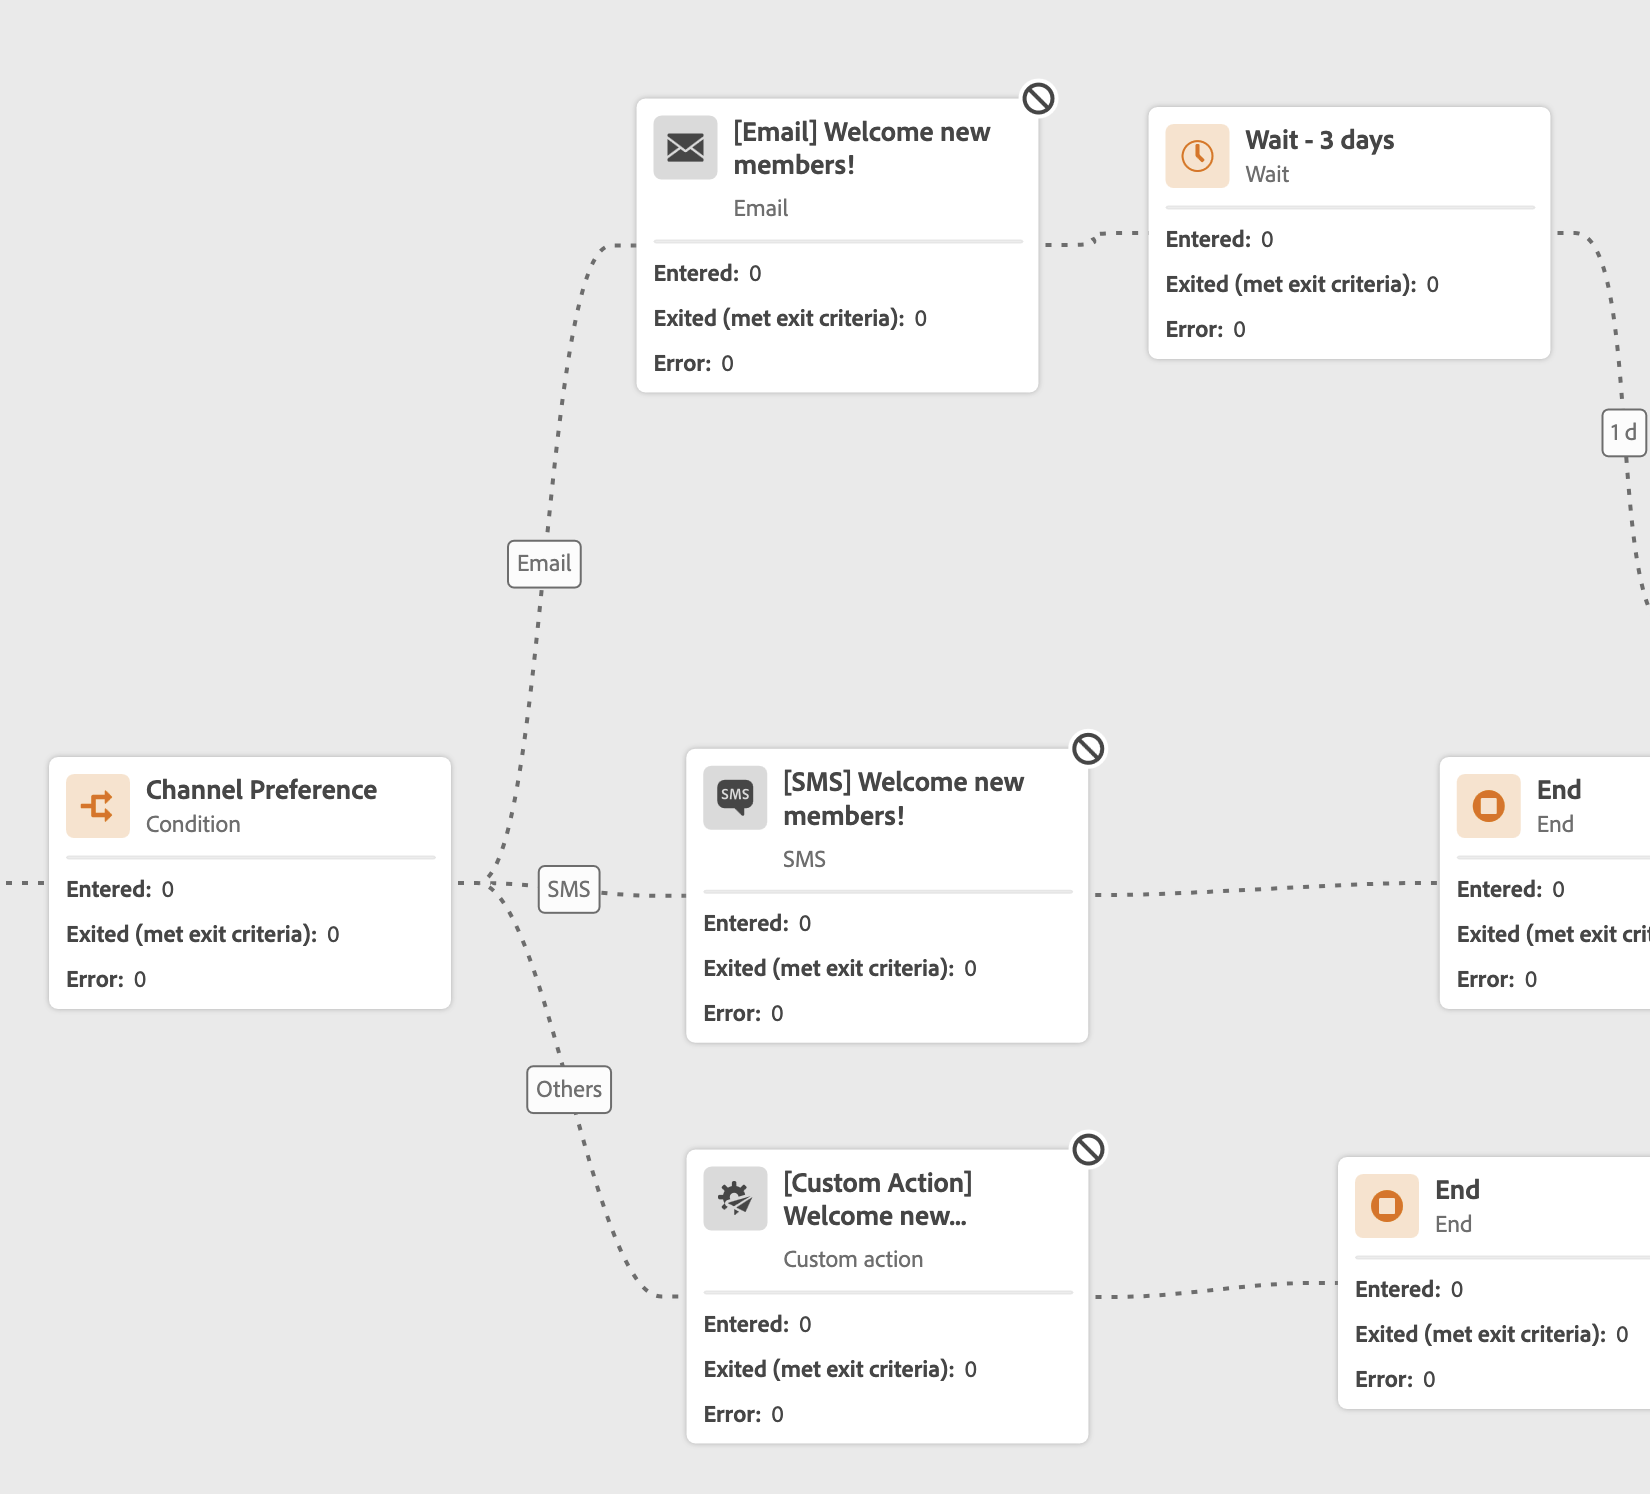 [Email] Welcome new
members!
Email
Entered: 0
Exited (met exit criteria): 0
Error: 0
Wait - 3 days
Wait
Entered: 0
Exited (met exit criteria): 0
Error: 0
1 d
Email
Channel Preference
Condition
Entered: 0
Exited (met exit criteria): 0
Error: 0
SMS
SMS
[SMS] Welcome new
members!
SMS
Entered: 0
Exited (met exit criteria): 0
Error: 0
End
End
Entered: 0
Exited (met exit crit
Error: 0
Others
[Custom Action]
Welcome new...
Custom action
Entered: 0
Exited (met exit criteria): 0
Error: 0
End
End
Entered: 0
Exited (met exit criteria): 0
Error: 0